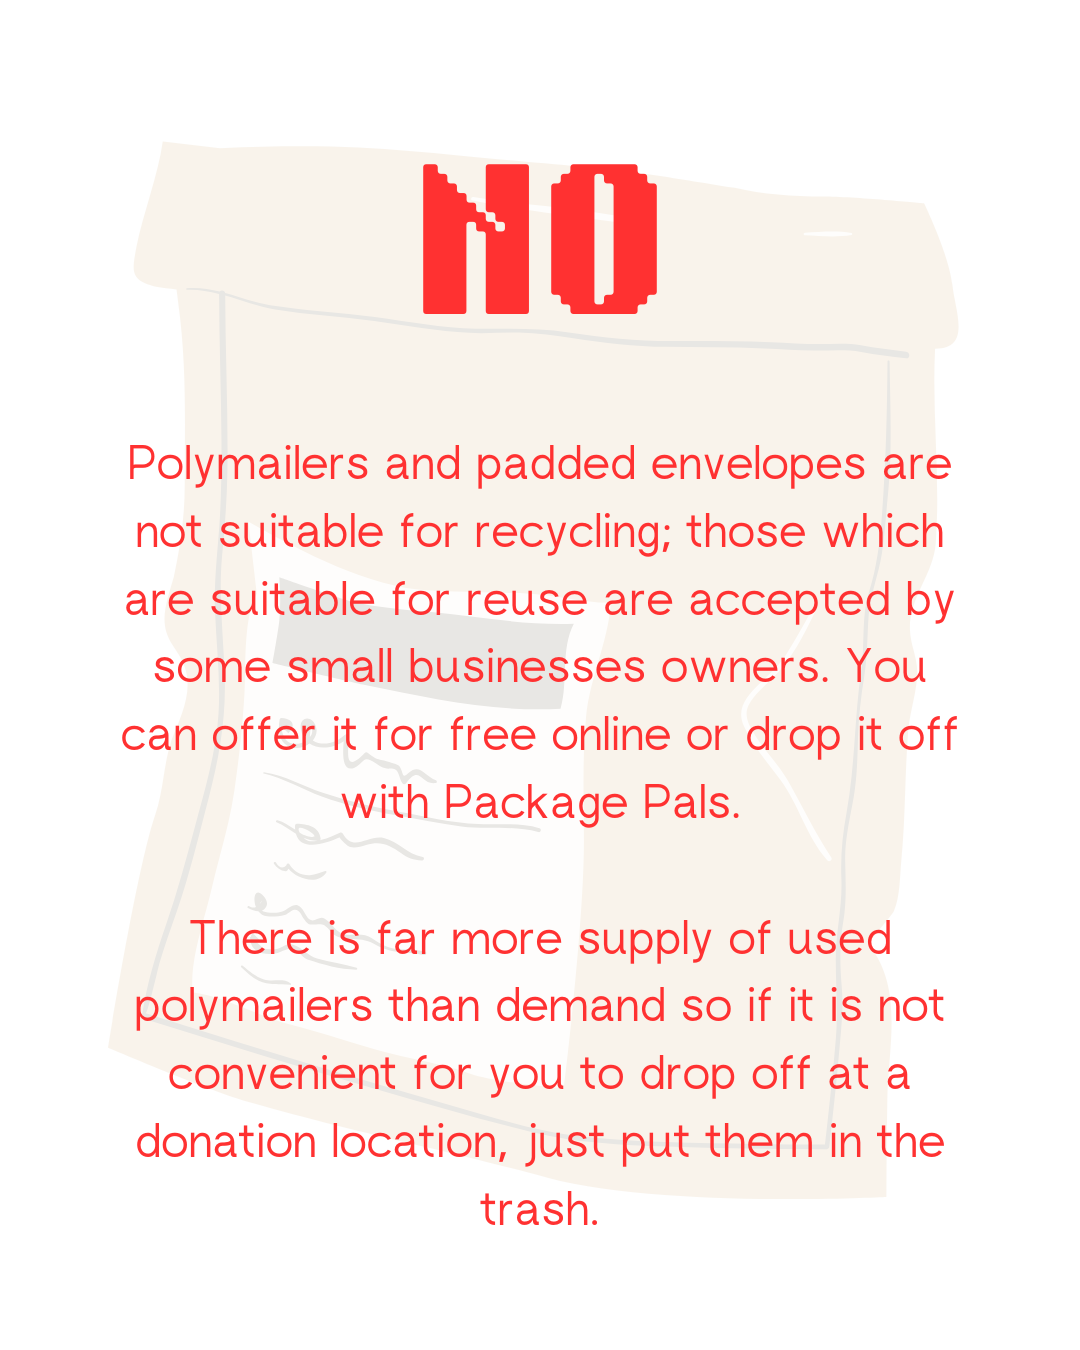 NO
Polymailers and padded envelopes are
not suitable for recycling; those which
are suitable for reuse are accepted by
some small businesses owners. You
can offer it for free online or drop it off
with Package Pals.
There is far more supply of used
polymailers than demand so if it is not
convenient for you to drop off at a
donation location, just put them in the
trash.